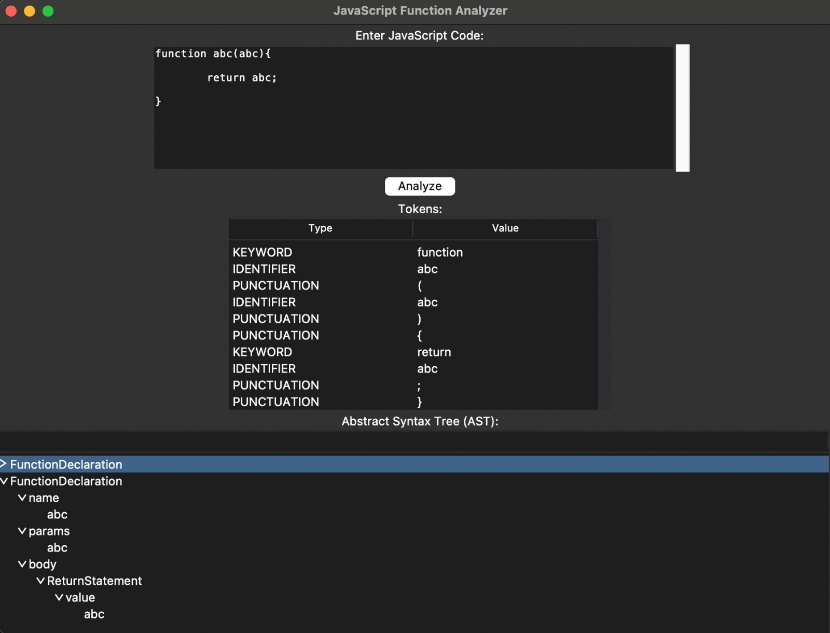 JavaScript Function Analyzer
Enter JavaScript Code:
function abc(abc){
return abc;
}
Analyze
Tokens:
Type Value
KEYWORD function
IDENTIFIER abc
PUNCTUATION (
IDENTIFIER abc
PUNCTUATION )
PUNCTUATION {
KEYWORD return
IDENTIFIER abc
PUNCTUATION ;
PUNCTUATION }
Abstract Syntax Tree (AST):
FunctionDeclaration
FunctionDeclaration
name
abc
params
abc
body
ReturnStatement
value
abc